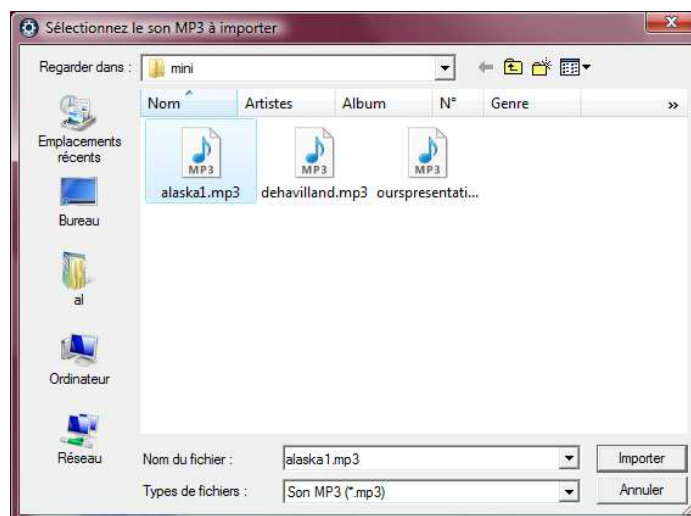 Sélectionnez le son MP3 à importer
Regarder dans :
mini
Nom
Artistes
Album
N°
Genre
»
Emplacements
récents
Bureau
al
Ordinateur
Réseau
MP3
MP3
MP3
alaska1.mp3
dehavilland.mp3
ourspresentati...
Nom du fichier :
alaska1.mp3
Importer
Types de fichiers :
Son MP3 (*.mp3)
Annuler